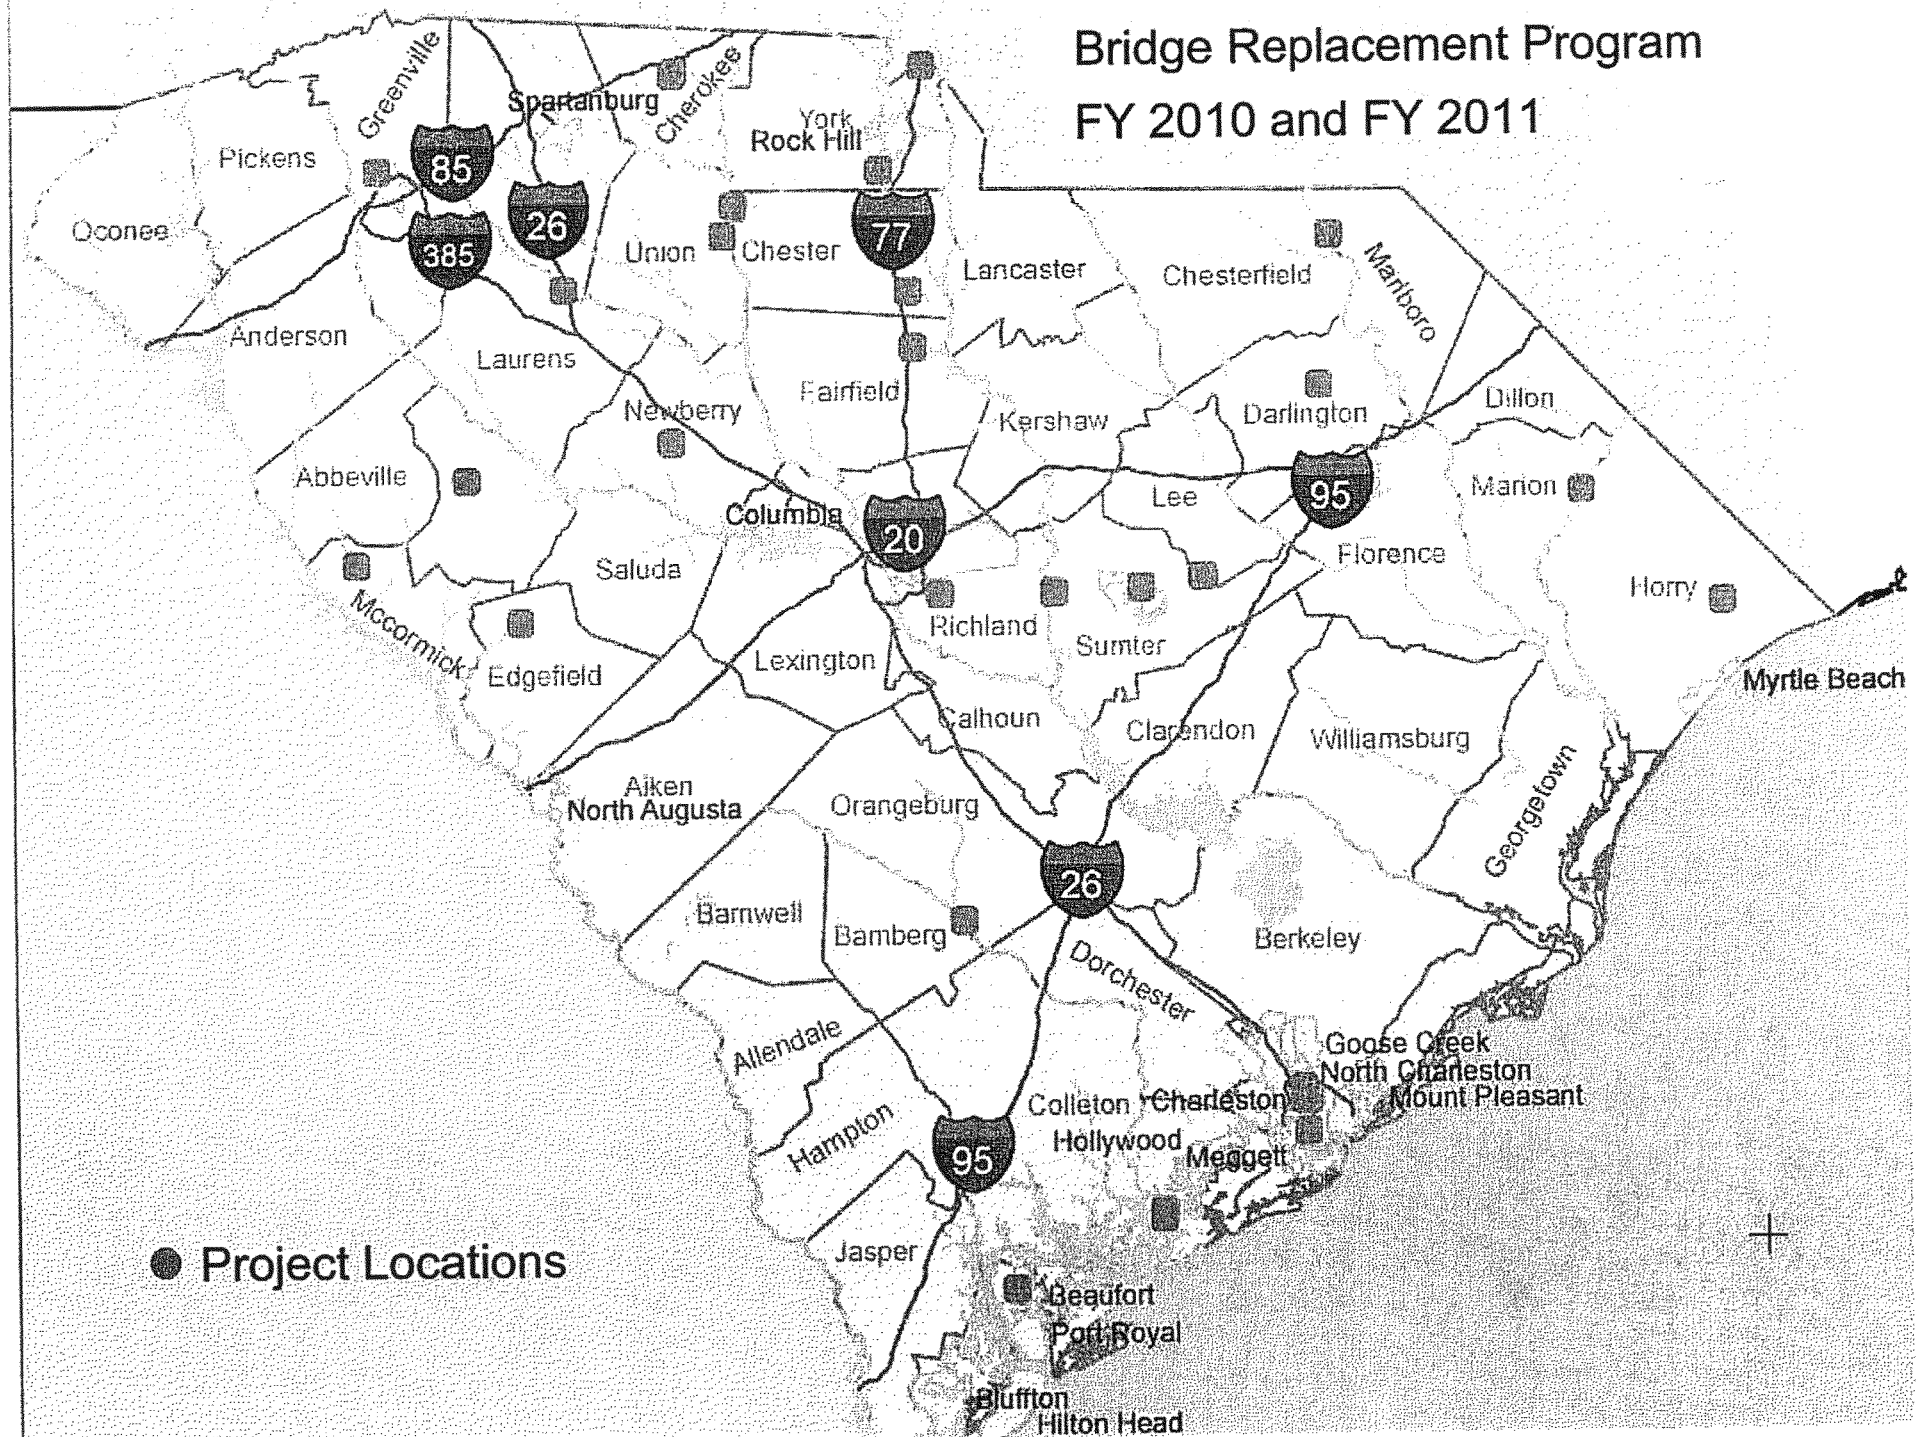 Bridge Replacement Program
FY 2010 and FY 2011
Greenville
Spartanburg
Cherokee
York
Rock Hill
Pickens
85
Oconee
26
385
Union
Chester
77
Lancaster
Chesterfield
Marlboro
Anderson
Laurens
Fairfield
Newberry
Kershaw
Darlington
Dillon
Abbeville
Columbia
20
Lee
95
Marion
Saluda
Florence
Horry
Mccormick
Edgefield
Lexington
Richland
Sumter
Myrtle Beach
Calhoun
Clarendon
Williamsburg
Georgetown
Aiken
North Augusta
Orangeburg
26
Barnwell
Bamberg
Berkeley
Dorchester
Allendale
Goose Creek
North Charleston
Mount Pleasant
Colleton
Charleston
Hampton
95
Hollywood
Meggett
Jasper
Project Locations
Beaufort
Port Royal
Bluffton
Hilton Head